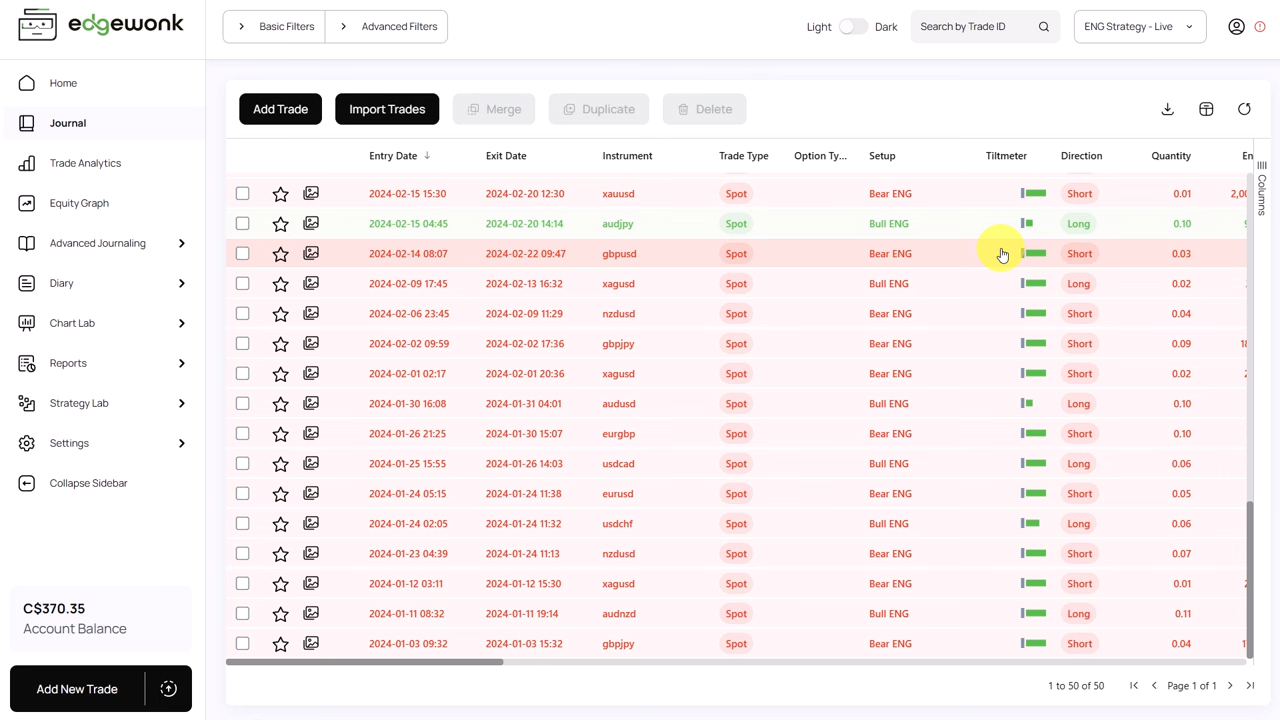 edgewonk
Basic Filters
Advanced Filters
Light
Dark
Search by Trade ID
ENG Strategy - Live
Home
Journal
Trade Analytics
Equity Graph
Advanced Journaling
Diary
Chart Lab
Reports
Strategy Lab
Settings
Collapse Sidebar
C$370.35
Account Balance
Add New Trade
Add Trade
Import Trades
Merge
Duplicate
Delete
Entry Date Exit Date Instrument Trade Type Option Ty... Setup Tiltmeter Direction Quantity En
Columns
2024-02-15 15:30 2024-02-20 12:30 xauusd Spot Bear ENG Short 0.01 2,00
2024-02-15 04:45 2024-02-20 14:14 audjpy Spot Bull ENG Long 0.10
2024-02-14 08:07 2024-02-22 09:47 gbpusd Spot Bear ENG Short 0.03
2024-02-09 17:45 2024-02-13 16:32 xagusd Spot Bull ENG Long 0.02
2024-02-06 23:45 2024-02-09 11:29 nzdusd Spot Bear ENG Short 0.04
2024-02-02 09:59 2024-02-02 17:36 gbpjpy Spot Bear ENG Short 0.09 18
2024-02-01 02:17 2024-02-01 20:36 xagusd Spot Bear ENG Short 0.02 2
2024-01-30 16:08 2024-01-31 04:01 audusd Spot Bull ENG Long 0.10
2024-01-26 21:25 2024-01-30 15:07 eurgbp Spot Bear ENG Short 0.10
2024-01-25 15:55 2024-01-26 14:03 usdcad Spot Bull ENG Long 0.06
2024-01-24 05:15 2024-01-24 11:38 eurusd Spot Bear ENG Short 0.05
2024-01-24 02:05 2024-01-24 11:32 usdchf Spot Bull ENG Long 0.06
2024-01-23 04:39 2024-01-24 11:13 nzdusd Spot Bear ENG Short 0.07
2024-01-12 03:11 2024-01-12 15:30 xagusd Spot Bear ENG Short 0.01 2
2024-01-11 08:32 2024-01-11 19:14 audnzd Spot Bull ENG Long 0.11
2024-01-03 09:32 2024-01-03 15:32 gbpjpy Spot Bear ENG Short 0.04 1
1 to 50 of 50
Page 1 of 1